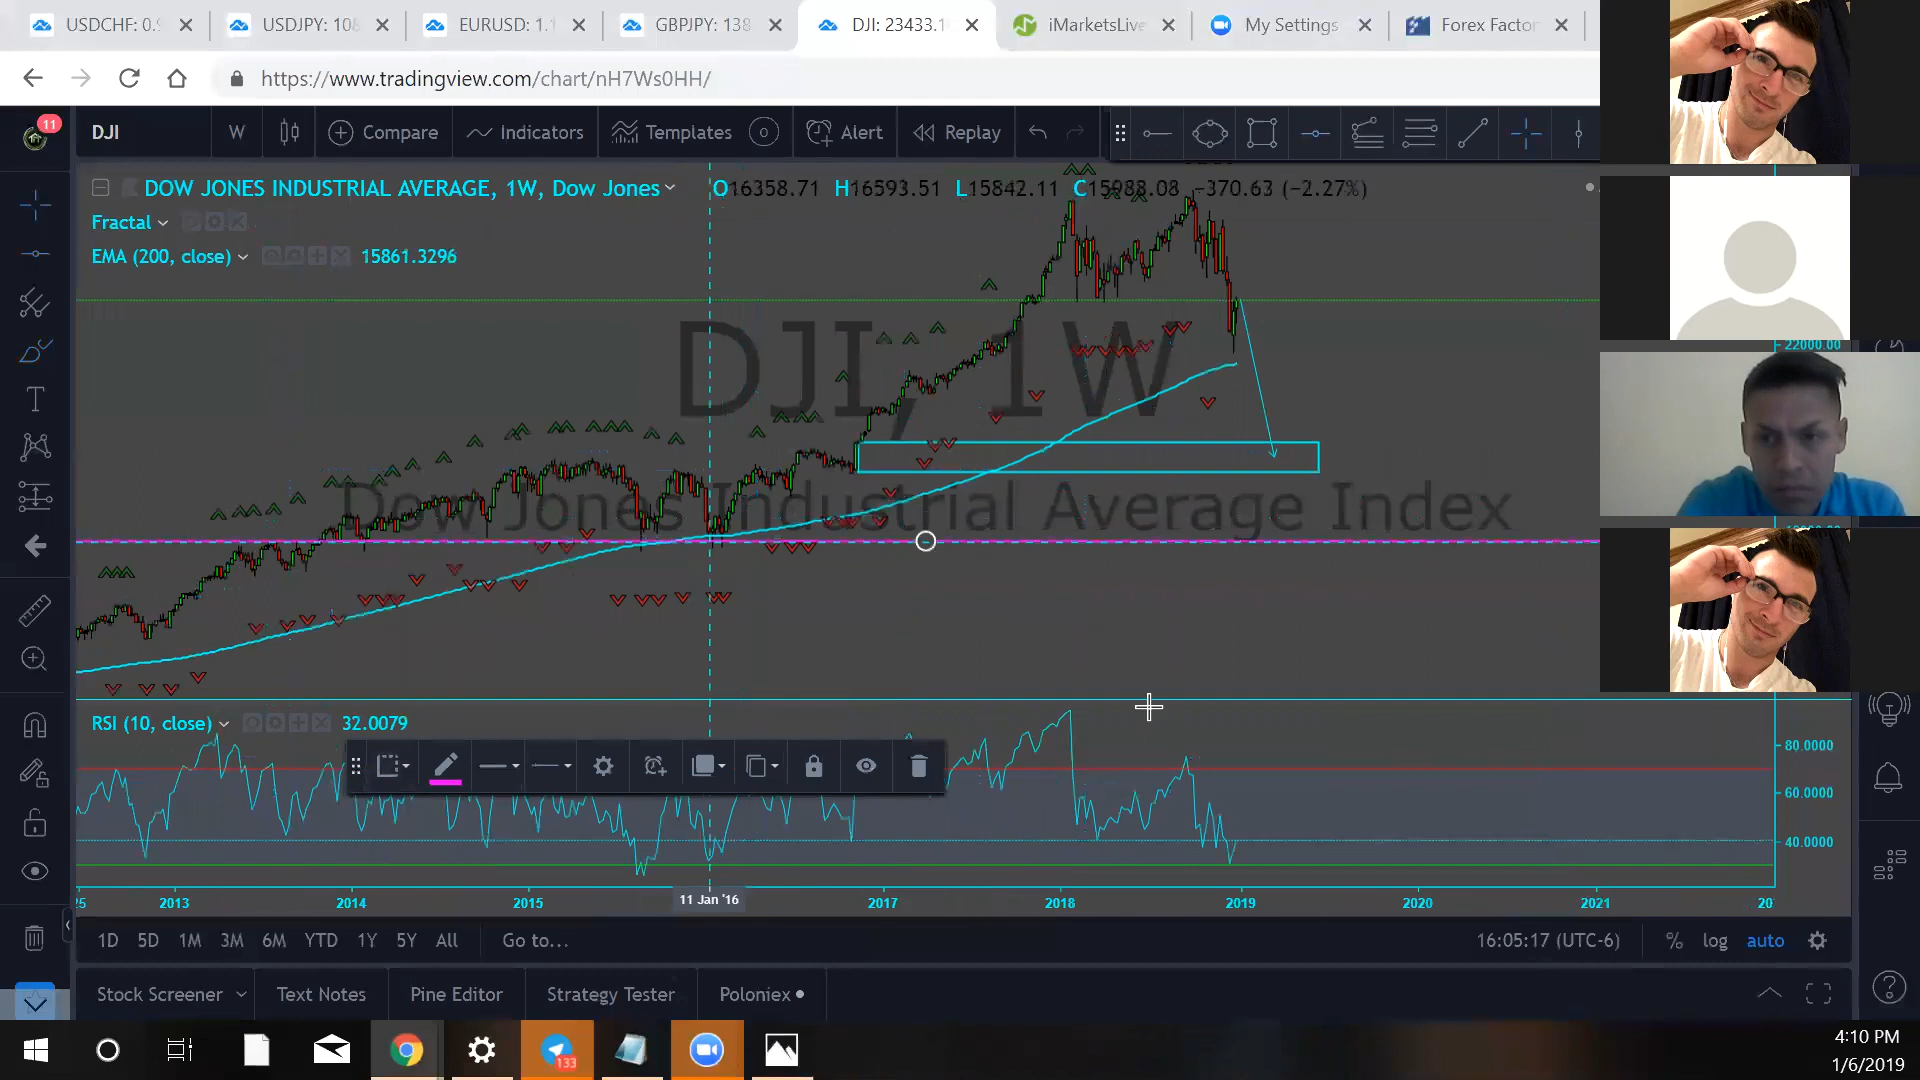 USDCHF: 0.9
USDJPY: 108
EURUSD: 1.1
GBPJPY: 138
DJI: 23433.1
iMarketsLive
My Settings
Forex Factor
https://www.tradingview.com/chart/nH7Ws0HH/
11
DJI
W
Compare
Indicators
Templates
Alert
Replay
DOW JONES INDUSTRIAL AVERAGE, 1W, Dow Jones
O16358.71 H16593.51 L15842.11 C15988.08 −370.63 (−2.27%)
Fractal
EMA (200, close) 15861.3296
DJI, 1W
Dow Jones Industrial Average Index
22000.00
RSI (10, close) 32.0079
80.0000
60.0000
40.0000
2013 2014 2015 11 Jan '16 2017 2018 2019 2020 2021 20
1D 5D 1M 3M 6M YTD 1Y 5Y All Go to...
16:05:17 (UTC-6) % log auto
Stock Screener Text Notes Pine Editor Strategy Tester Poloniex
133
4:10 PM
1/6/2019